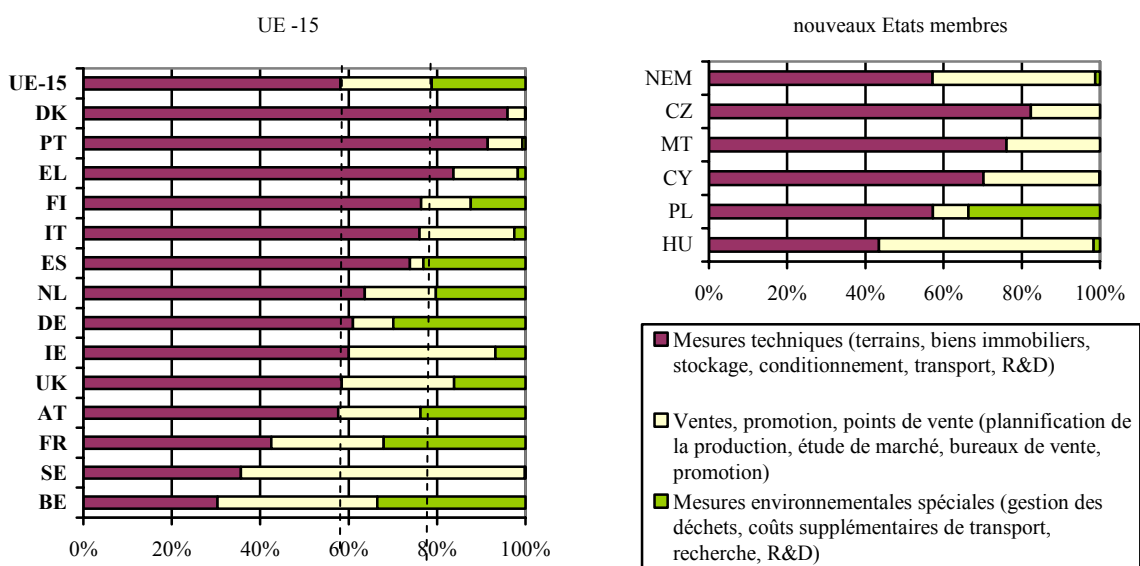 UE -15
UE-15
DK
PT
EL
FI
IT
ES
NL
DE
IE
UK
AT
FR
SE
BE
0% 20% 40% 60% 80% 100%
nouveaux Etats membres
NEM
CZ
MT
CY
PL
HU
0% 20% 40% 60% 80% 100%
Mesures techniques (terrains, biens immobiliers,
stockage, conditionnement, transport, R&D)
Ventes, promotion, points de vente (plannification de
la production, étude de marché, bureaux de vente,
promotion)
Mesures environnementales spéciales (gestion des
déchets, coûts supplémentaires de transport,
recherche, R&D)